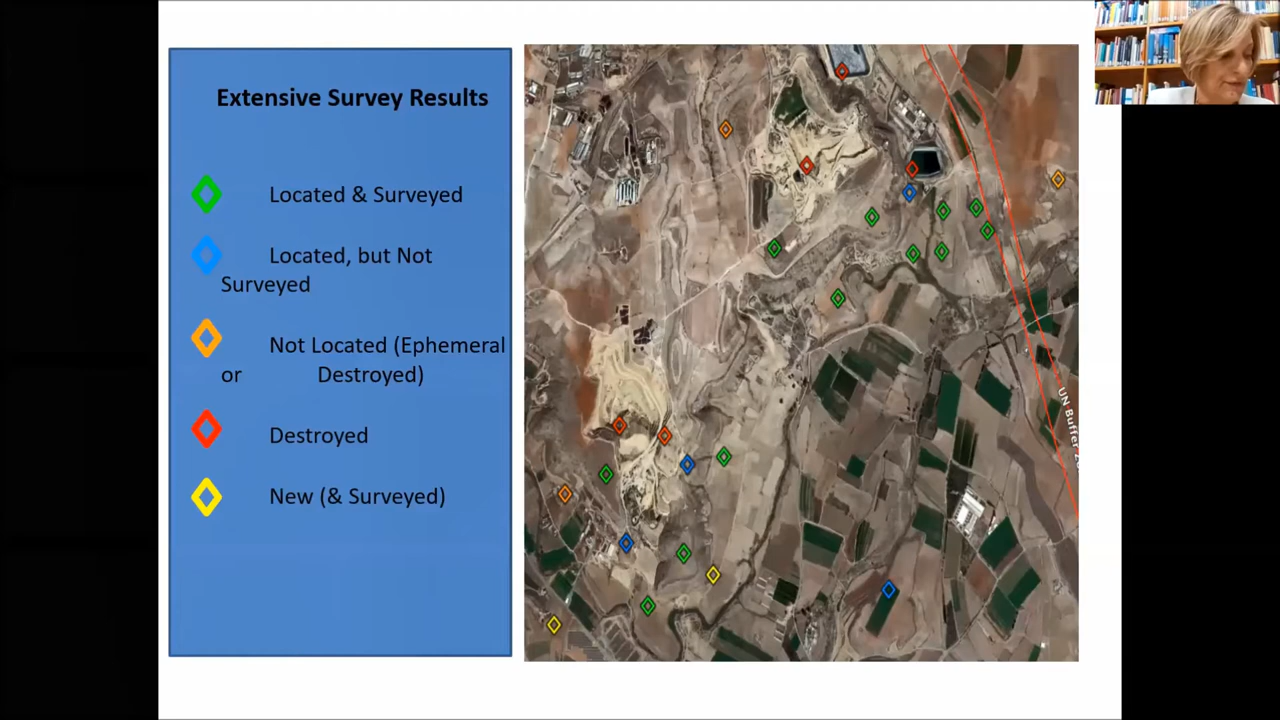 Extensive Survey Results
Located & Surveyed
Located, but Not
Surveyed
Not Located (Ephemeral
or Destroyed)
Destroyed
New (& Surveyed)
UN Buffer